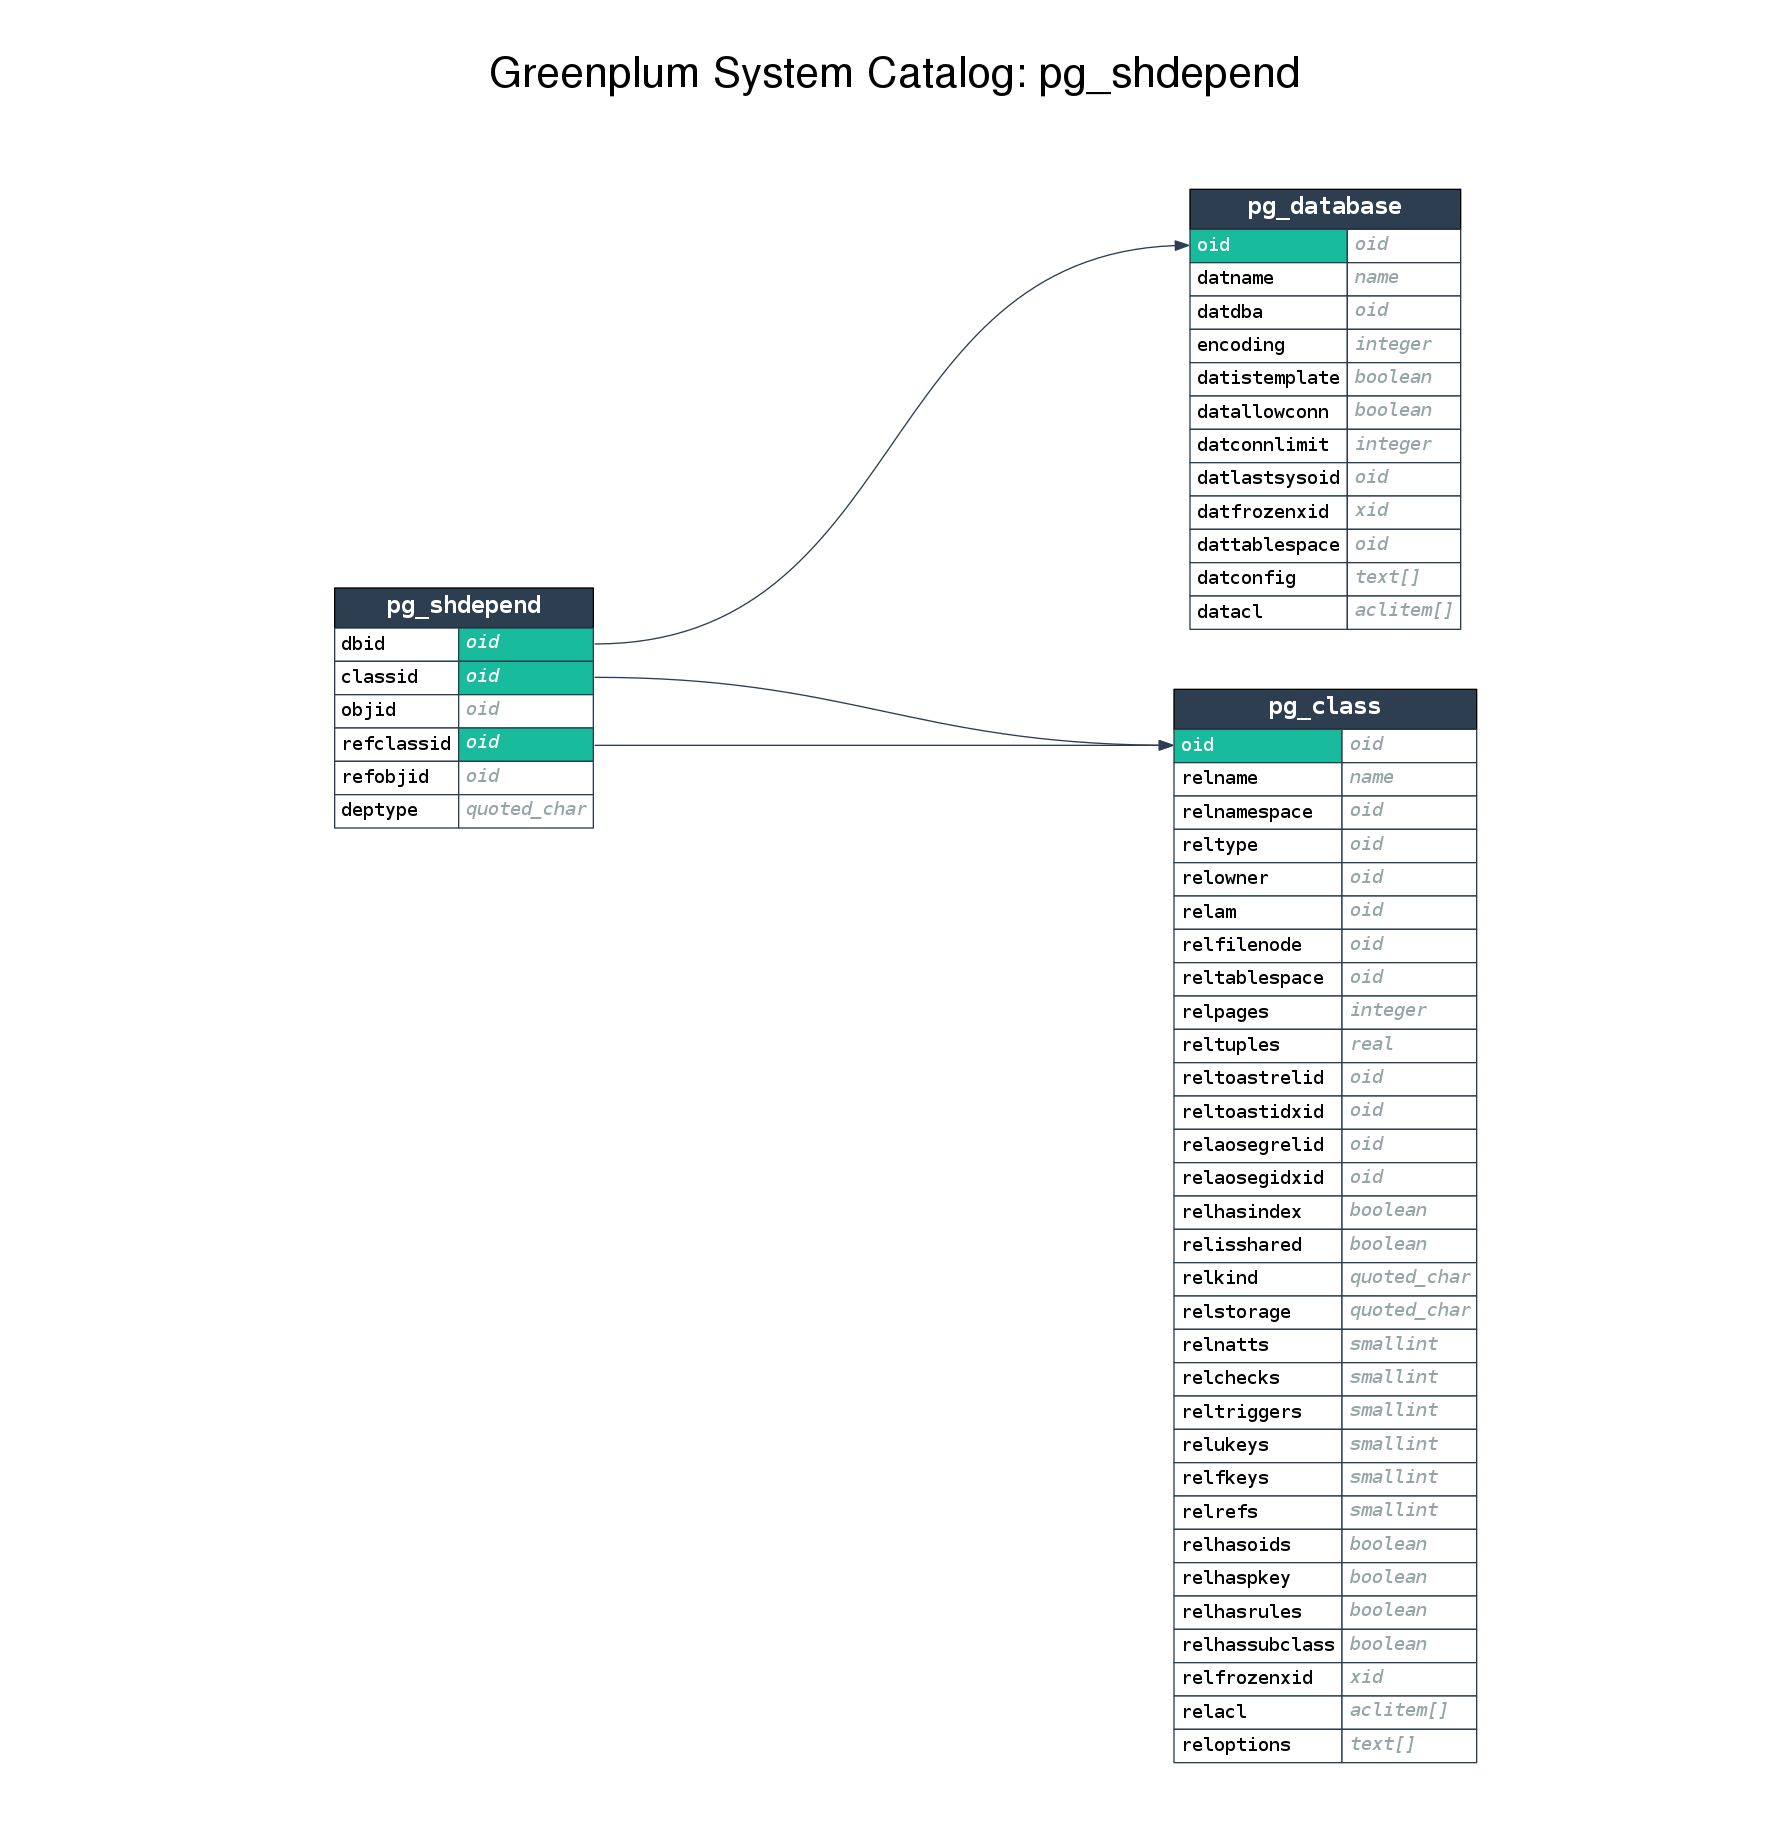 Greenplum System Catalog: pg_shdepend
pg_shdepend
dbid oid
classid oid
objid oid
refclassid oid
refobjid oid
deptype quoted_char
pg_database
oid oid
datname name
datdba oid
encoding integer
datistemplate boolean
datallowconn boolean
datconnlimit integer
datlastsysoid oid
datfrozenxid xid
dattablespace oid
datconfig text[]
datacl aclitem[]
pg_class
oid oid
relname name
relnamespace oid
reltype oid
relowner oid
relam oid
relfilenode oid
reltablespace oid
relpages integer
reltuples real
reltoastrelid oid
reltoastidxid oid
relaosegrelid oid
relaosegidxid oid
relhasindex boolean
relisshared boolean
relkind quoted_char
relstorage quoted_char
relnatts smallint
relchecks smallint
reltriggers smallint
relukeys smallint
relfkeys smallint
relrefs smallint
relhasoids boolean
relhaspkey boolean
relhasrules boolean
relhassubclass boolean
relfrozenxid xid
relacl aclitem[]
reloptions text[]